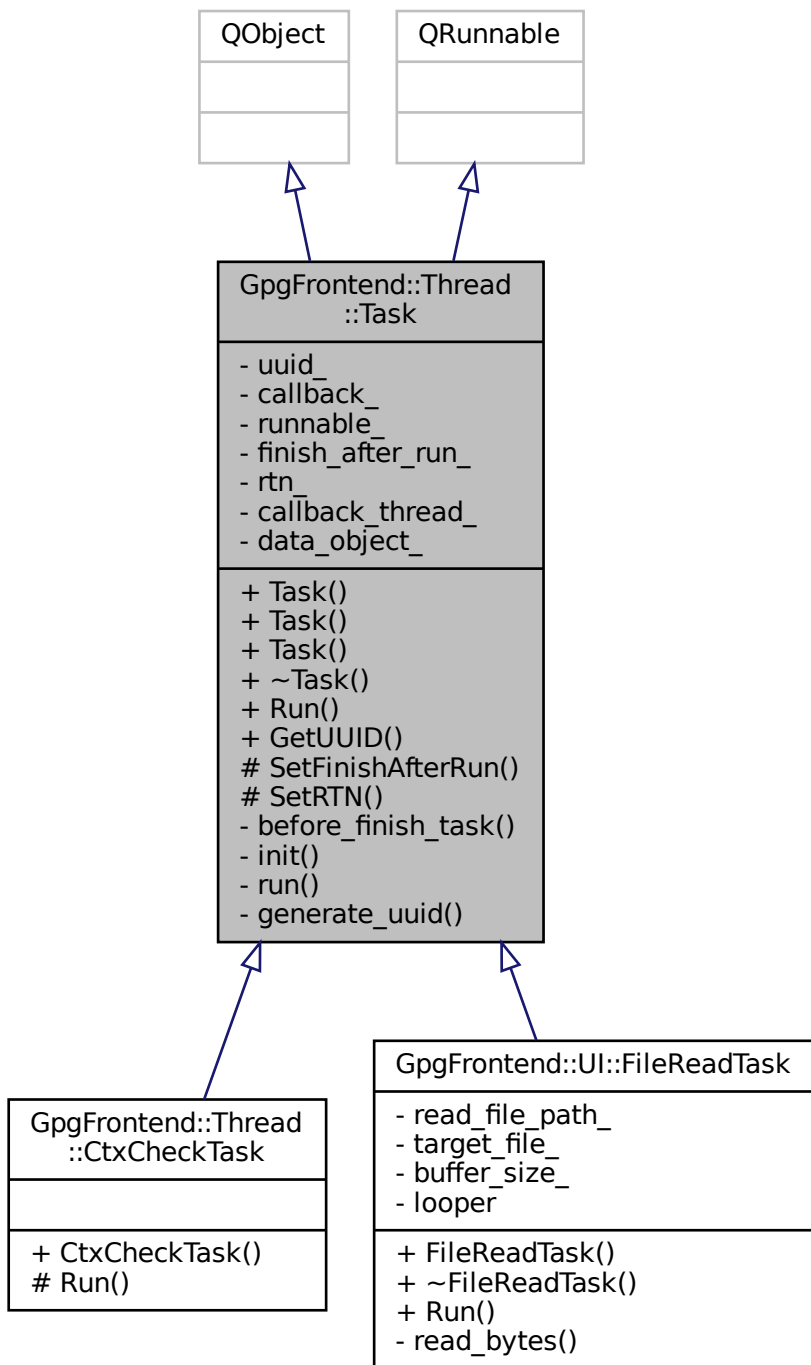 QObject
QRunnable
GpgFrontend::Thread
::Task
- uuid_
- callback_
- runnable_
- finish_after_run_
- rtn_
- callback_thread_
- data_object_
+ Task()
+ Task()
+ Task()
+ ~Task()
+ Run()
+ GetUUID()
# SetFinishAfterRun()
# SetRTN()
- before_finish_task()
- init()
- run()
- generate_uuid()
GpgFrontend::Thread
::CtxCheckTask
+ CtxCheckTask()
# Run()
GpgFrontend::UI::FileReadTask
- read_file_path_
- target_file_
- buffer_size_
- looper
+ FileReadTask()
+ ~FileReadTask()
+ Run()
- read_bytes()